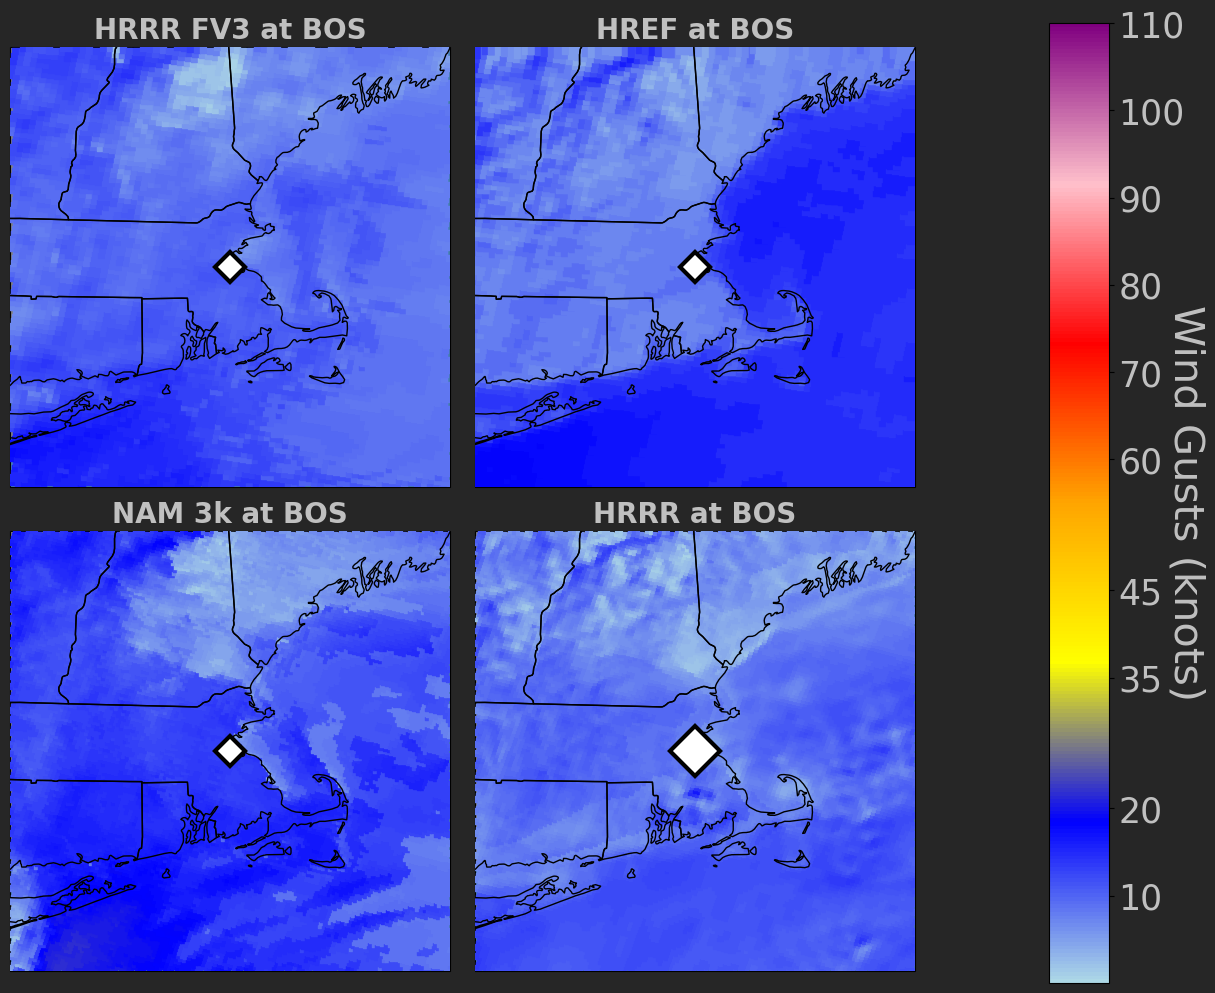 HRRR FV3 at BOS
HREF at BOS
NAM 3k at BOS
HRRR at BOS
110
100
90
80
70
60
45
35
20
10
Wind Gusts (knots)